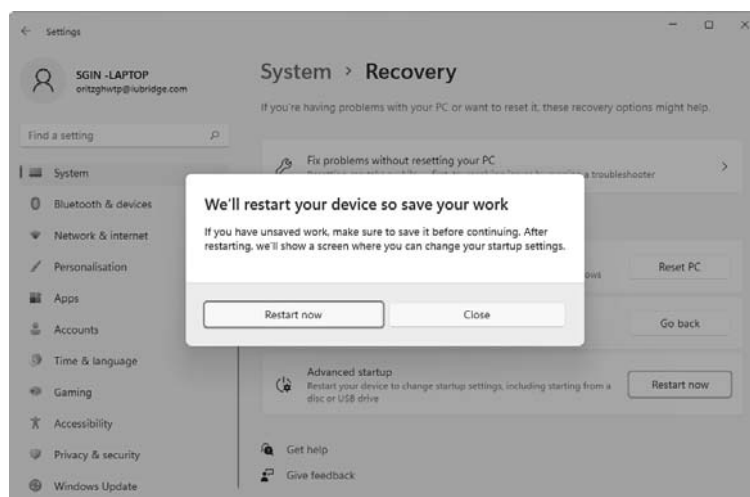 Settings
SGIN -LAPTOP
oritzghwtp@iubridge.com
Find a setting
System
Bluetooth & devices
Network & internet
Personalisation
Apps
Accounts
Time & language
Gaming
Accessibility
Privacy & security
Windows Update
System > Recovery
If you're having problems with your PC or want to reset it, these recovery options might help.
Fix problems without resetting your PC
a troubleshooter
We'll restart your device so save your work
If you have unsaved work, make sure to save it before continuing. After
restarting, we'll show a screen where you can change your startup settings.
Restart now Close
ows
Reset PC
Go back
Advanced startup
Restart your device to change startup settings, including starting from a
disc or USB drive
Restart now
Get help
Give feedback